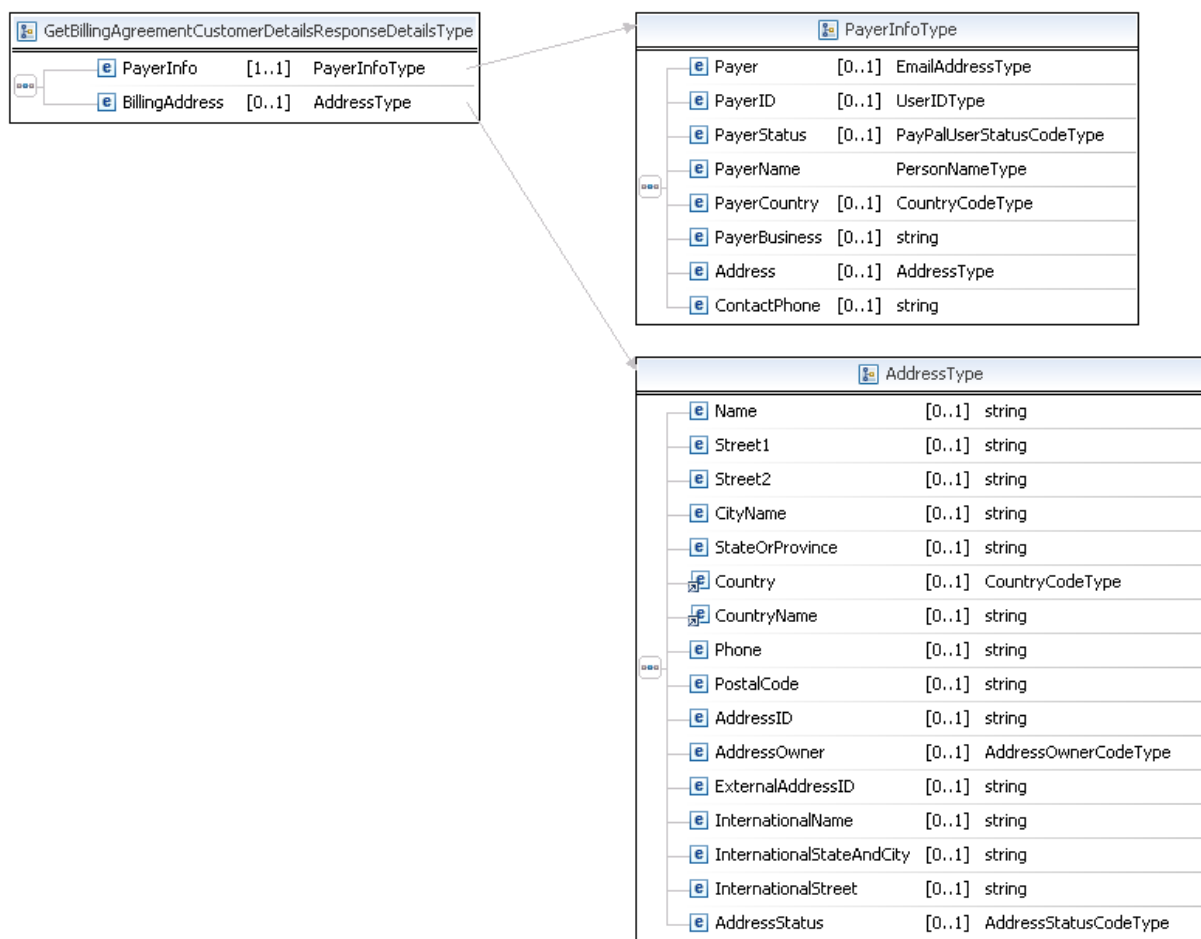 GetBillingAgreementCustomerDetailsResponseDetailsType
PayerInfo [1..1] PayerInfoType
BillingAddress [0..1] AddressType
PayerInfoType
Payer [0..1] EmailAddressType
PayerID [0..1] UserIDType
PayerStatus [0..1] PayPalUserStatusCodeType
PayerName PersonNameType
PayerCountry [0..1] CountryCodeType
PayerBusiness [0..1] string
Address [0..1] AddressType
ContactPhone [0..1] string
AddressType
Name [0..1] string
Street1 [0..1] string
Street2 [0..1] string
CityName [0..1] string
StateOrProvince [0..1] string
Country [0..1] CountryCodeType
CountryName [0..1] string
Phone [0..1] string
PostalCode [0..1] string
AddressID [0..1] string
AddressOwner [0..1] AddressOwnerCodeType
ExternalAddressID [0..1] string
InternationalName [0..1] string
InternationalStateAndCity [0..1] string
InternationalStreet [0..1] string
AddressStatus [0..1] AddressStatusCodeType